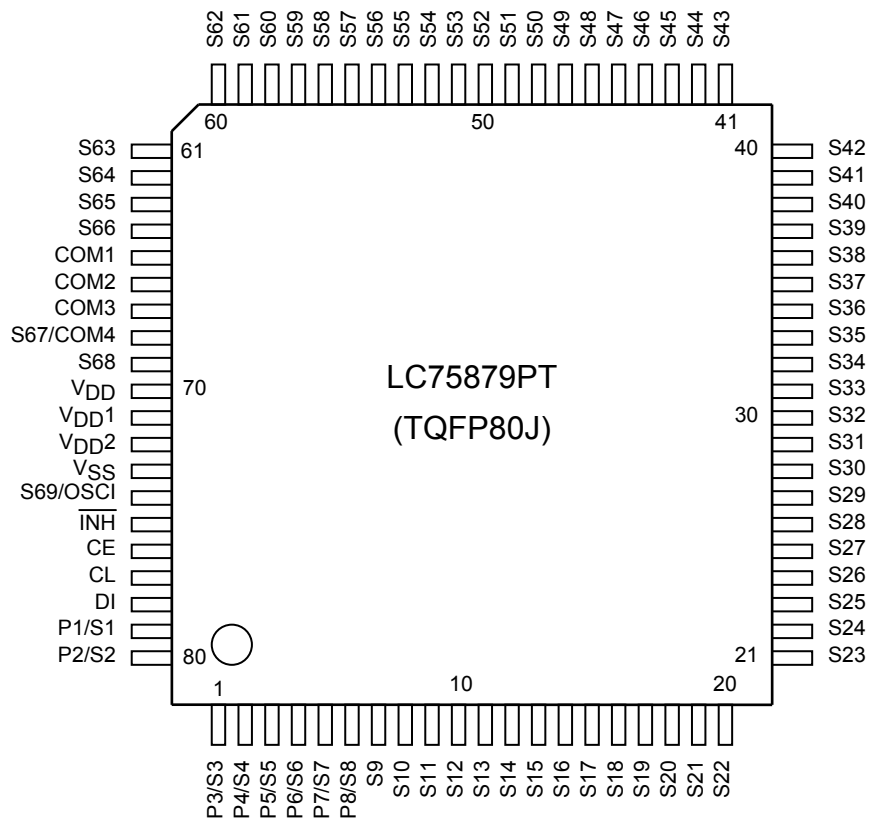 S62 S61 S60 S59 S58 S57 S56 S55 S54 S53 S52 S51 S50 S49 S48 S47 S46 S45 S44 S43
60 50 41
S63 61 40 S42
S64 S41
S65 S40
S66 S39
COM1 S38
COM2 S37
COM3 S36
S67/COM4 S35
S68 S34
VDD 70 LC75879PT S33
VDD1 30 S32
VDD2 (TQFP80J) S31
VSS S30
S69/OSCI S29
I̅N̅H̅ S28
CE S27
CL S26
DI S25
P1/S1 S24
P2/S2 80 21 S23
1 10 20
P3/S3 P4/S4 P5/S5 P6/S6 P7/S7 P8/S8 S9 S10 S11 S12 S13 S14 S15 S16 S17 S18 S19 S20 S21 S22